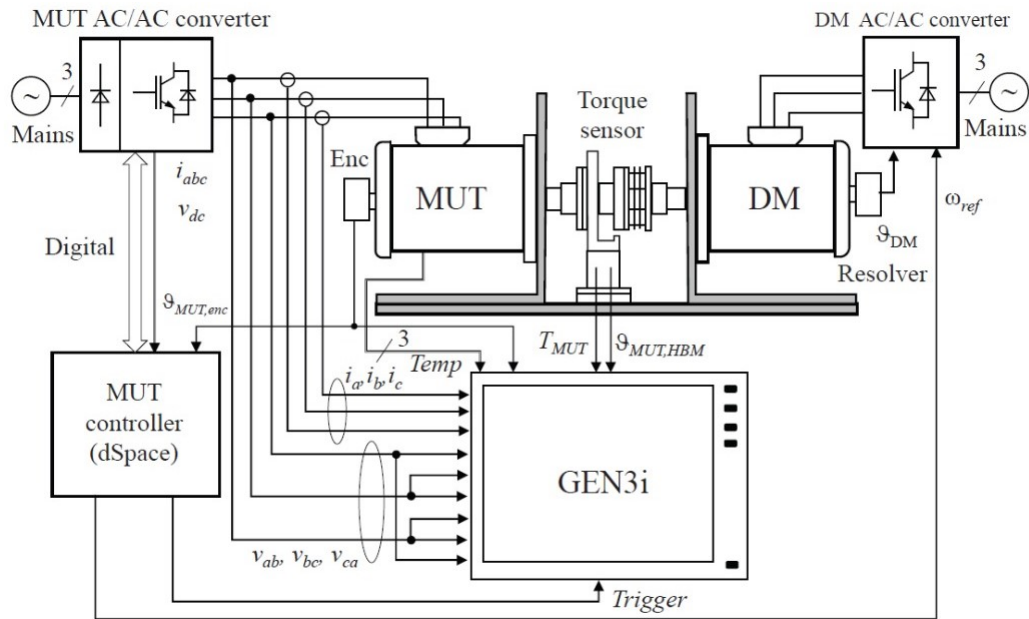 MUT AC/AC converter
DM AC/AC converter
3
3
~
~
Mains
Mains
Torque
sensor
Enc
MUT
DM
i_abc
v_dc
ω_ref
ϑ_DM
Resolver
Digital
ϑ_MUT,enc
T_MUT
ϑ_MUT,HBM
3
Temp
i_a, i_b, i_c
MUT
controller
(dSpace)
GEN3i
v_ab, v_bc, v_ca
Trigger